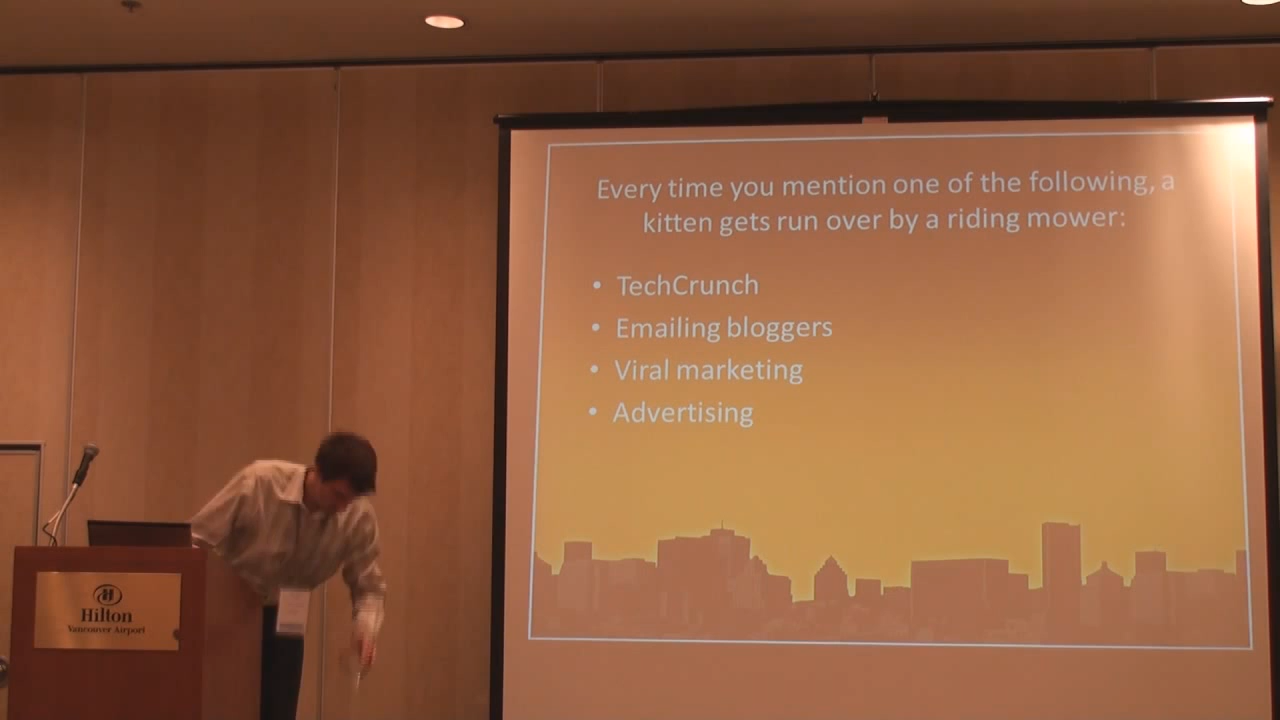 Every time you mention one of the following, a
kitten gets run over by a riding mower:
• TechCrunch
• Emailing bloggers
• Viral marketing
• Advertising
Hilton
Vancouver Airport